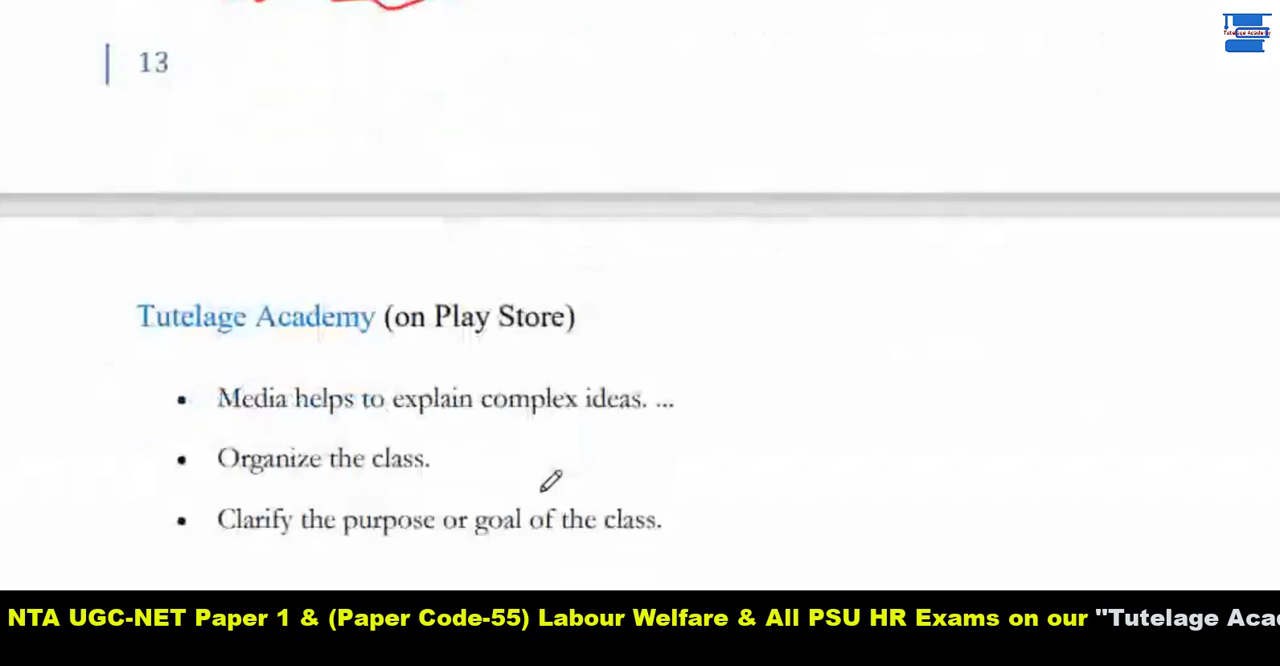 Tutelage Academy
13
Tutelage Academy (on Play Store)
• Media helps to explain complex ideas. ...
• Organize the class.
• Clarify the purpose or goal of the class.
NTA UGC-NET Paper 1 & (Paper Code-55) Labour Welfare & All PSU HR Exams on our "Tutelage Acad